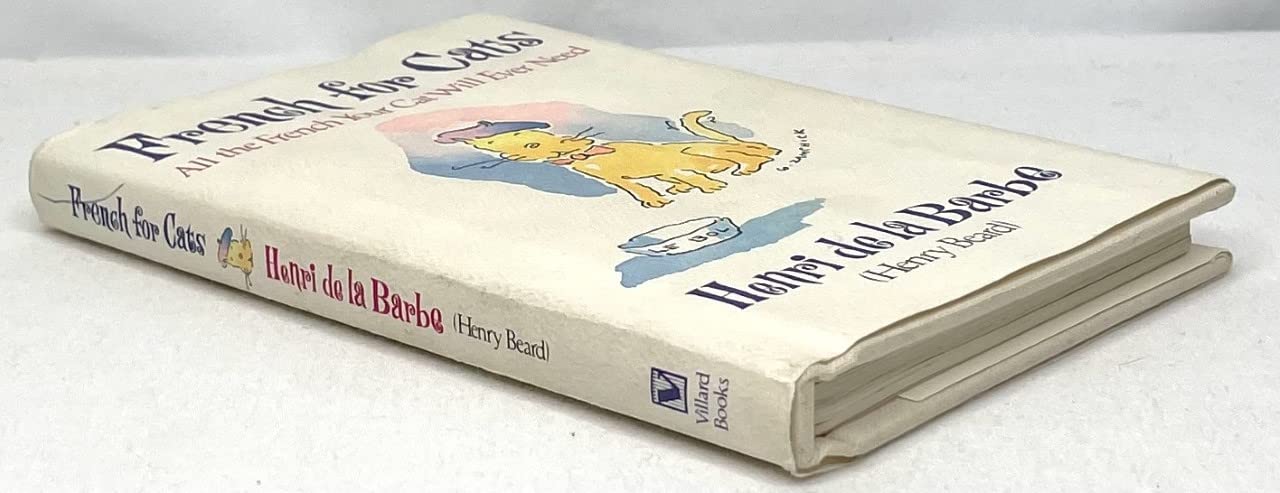 French for Cats
All the French Your Cat Will Ever Need
G. ZAMCHICK
LE BOL
Henri de la Barbe
(Henry Beard)
French for Cats
Henri de la Barbe
(Henry Beard)
V
Villard
Books